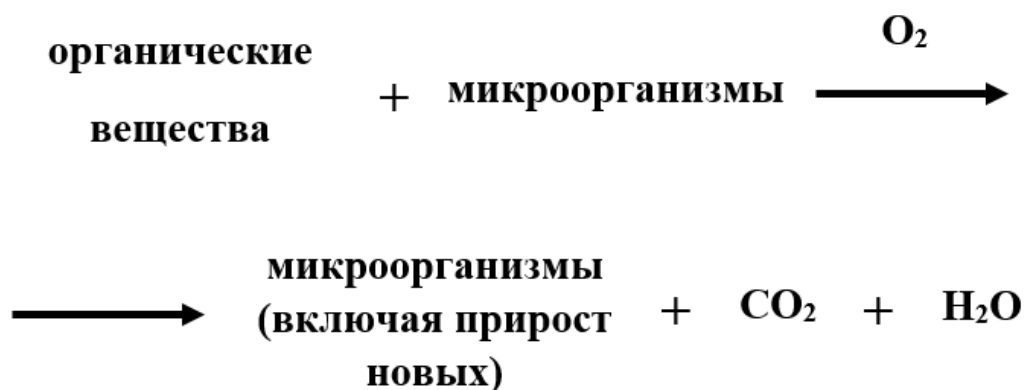 органические
вещества
+ микроорганизмы O₂
микроорганизмы
(включая прирост
новых)
+ CO₂ + H₂O